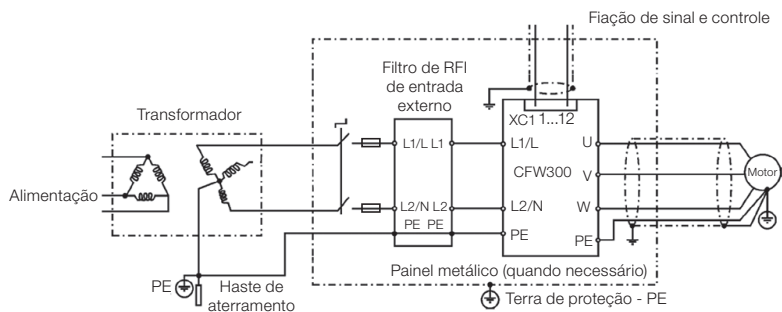 Fiação de sinal e controle
Filtro de RFI
de entrada
externo
Transformador
XC1 1...12
L1/L L1
L1/L
U
CFW300
V
Motor
Alimentação
L2/N L2
L2/N
W
PE PE
PE
PE
Painel metálico (quando necessário)
PE
Haste de
aterramento
Terra de proteção - PE